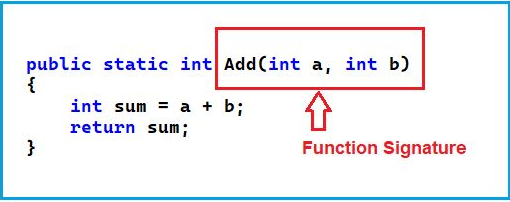 public static int Add(int a, int b)
{
int sum = a + b;
return sum;
}
Function Signature